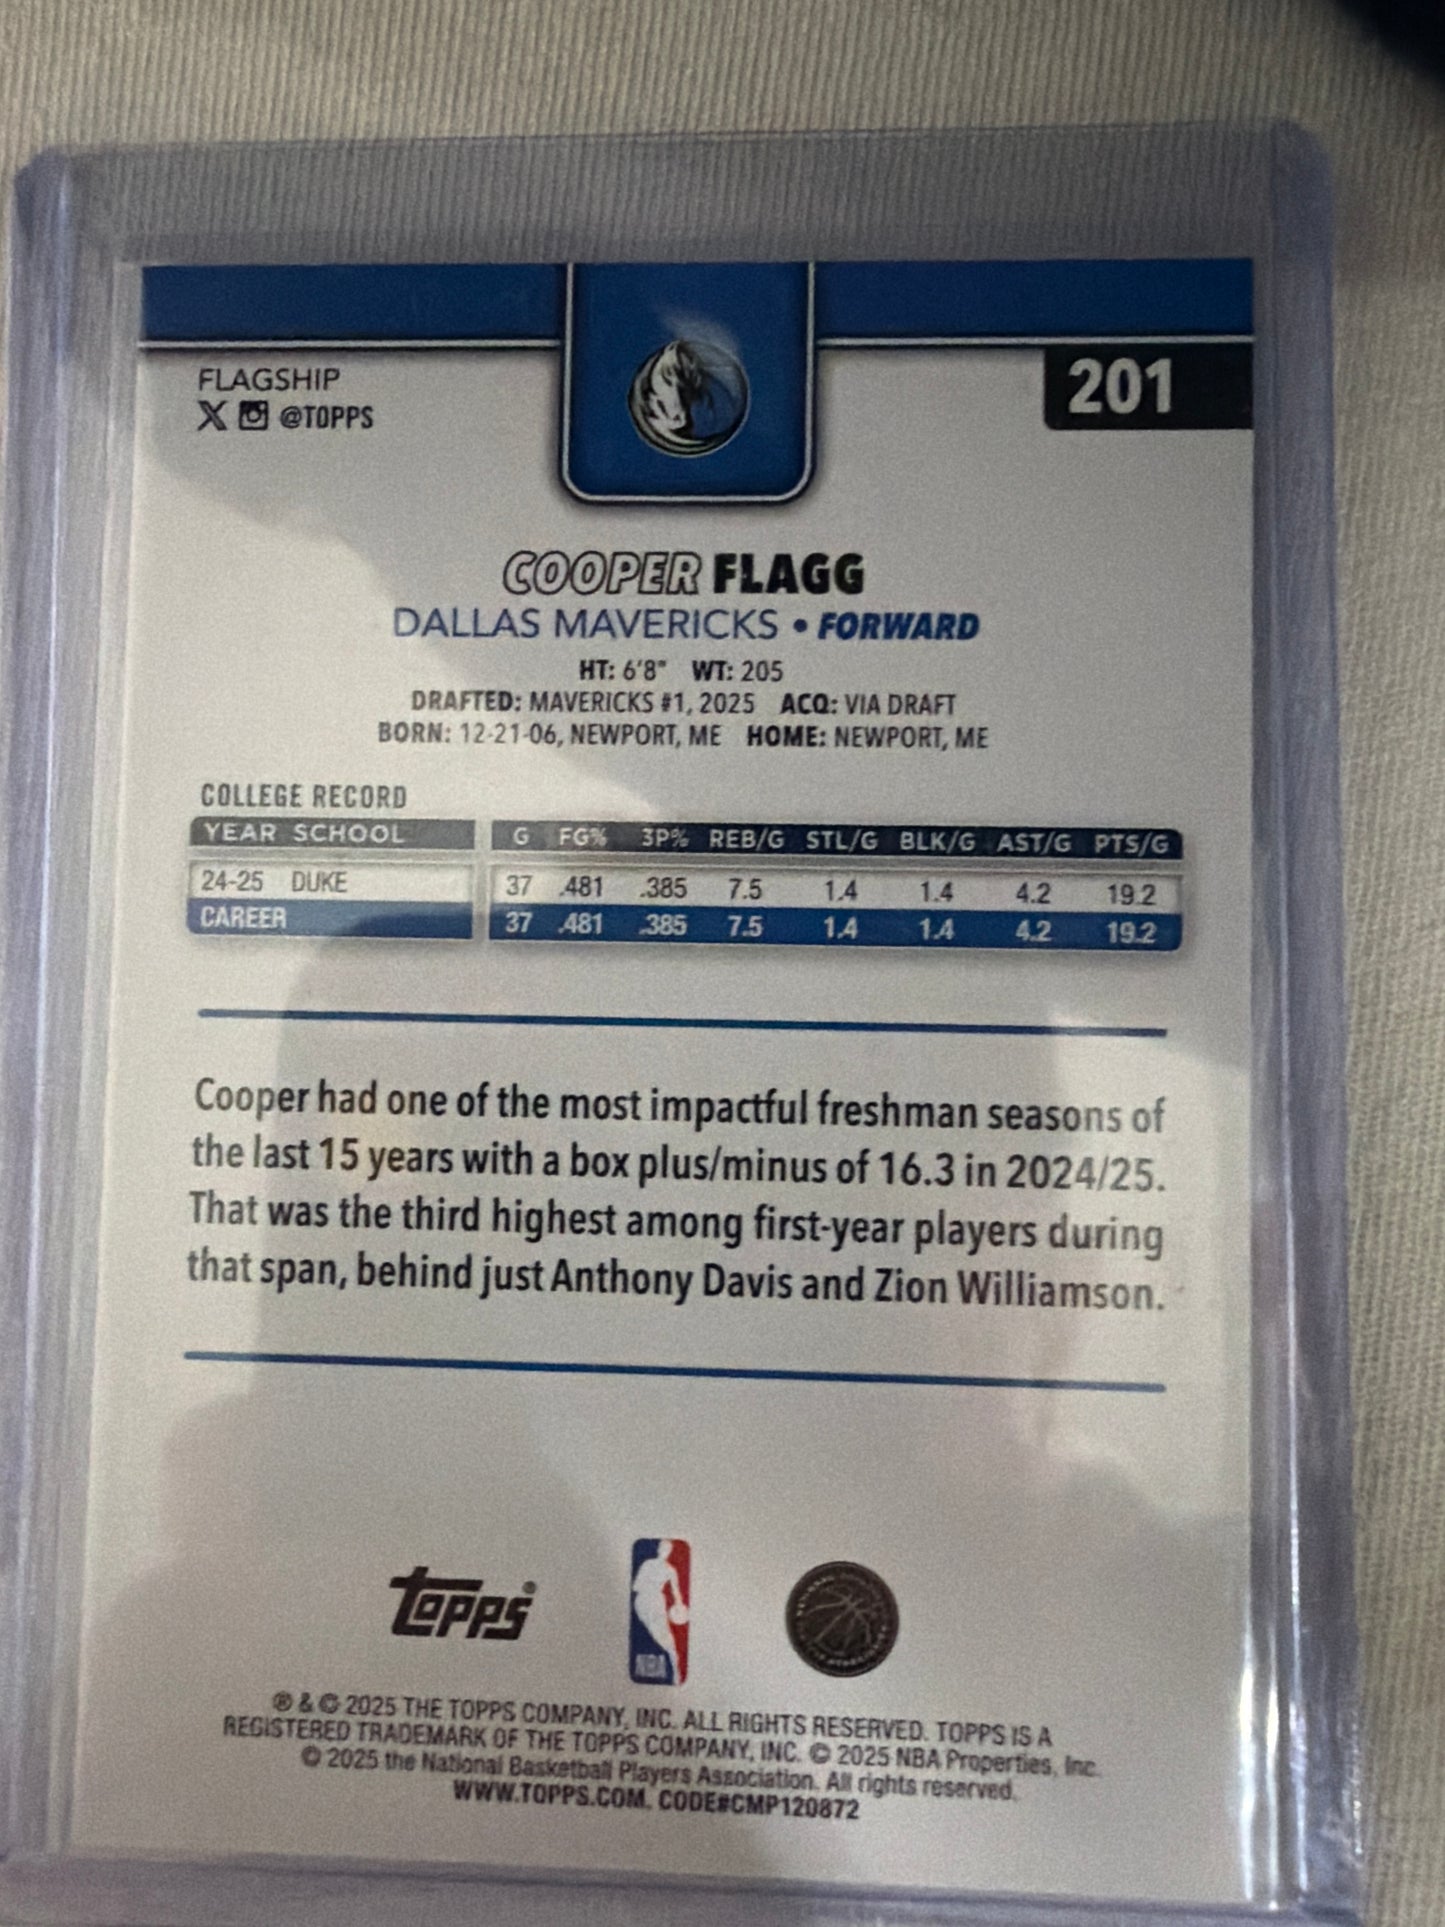 FLAGSHIP
X @TOPPS
201
COOPER FLAGG
DALLAS MAVERICKS • FORWARD
HT: 6'8" WT: 205
DRAFTED: MAVERICKS #1, 2025 ACQ: VIA DRAFT
BORN: 12-21-06, NEWPORT, ME HOME: NEWPORT, ME
COLLEGE RECORD
YEAR SCHOOL G FG% 3P% REB/G STL/G BLK/G AST/G PTS/G
24-25 DUKE 37 .481 .385 7.5 1.4 1.4 4.2 19.2
CAREER 37 .481 .385 7.5 1.4 1.4 4.2 19.2
Cooper had one of the most impactful freshman seasons of
the last 15 years with a box plus/minus of 16.3 in 2024/25.
That was the third highest among first-year players during
that span, behind just Anthony Davis and Zion Williamson.
topps®
NBA
® & © 2025 THE TOPPS COMPANY, INC. ALL RIGHTS RESERVED. TOPPS IS A
REGISTERED TRADEMARK OF THE TOPPS COMPANY, INC. © 2025 NBA Properties, Inc.
© 2025 the National Basketball Players Association. All rights reserved.
WWW.TOPPS.COM. CODE#CMP120872